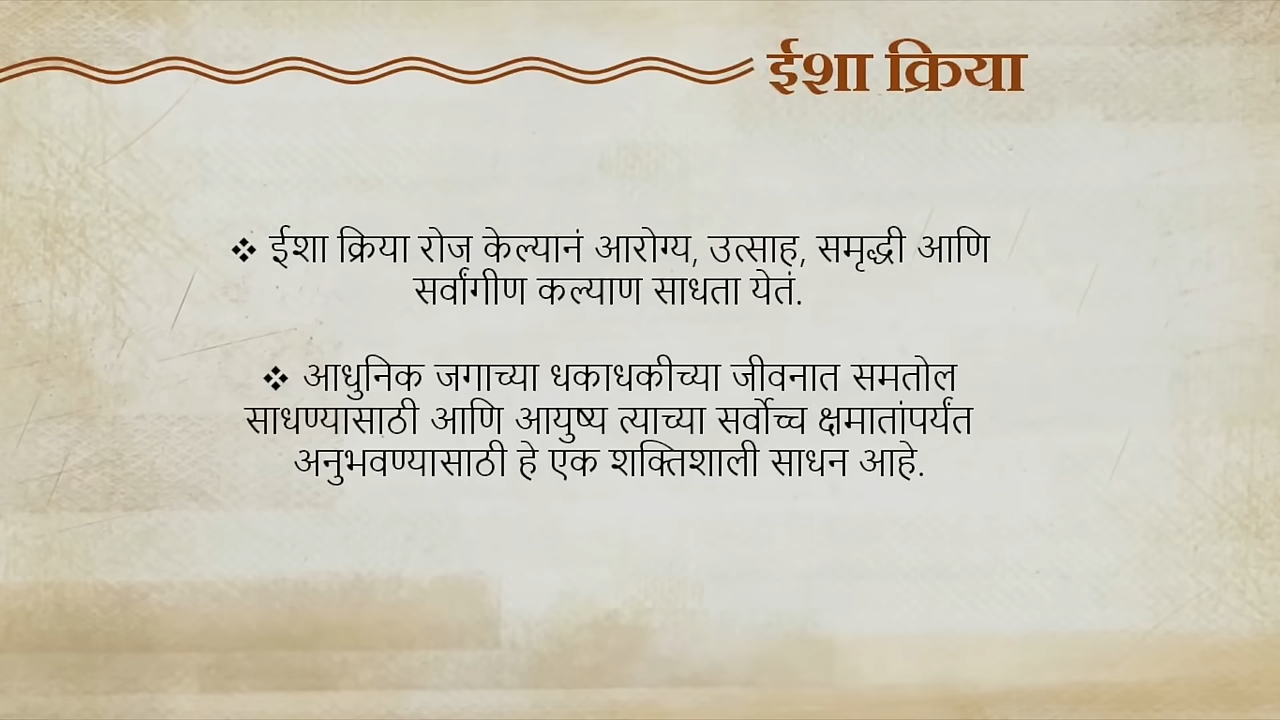 ईशा क्रिया
❖ ईशा क्रिया रोज केल्यानं आरोग्य, उत्साह, समृद्धी आणि
सर्वांगीण कल्याण साधता येतं.
❖ आधुनिक जगाच्या धकाधकीच्या जीवनात समतोल
साधण्यासाठी आणि आयुष्य त्याच्या सर्वोच्च क्षमातांपर्यंत
अनुभवण्यासाठी हे एक शक्तिशाली साधन आहे.